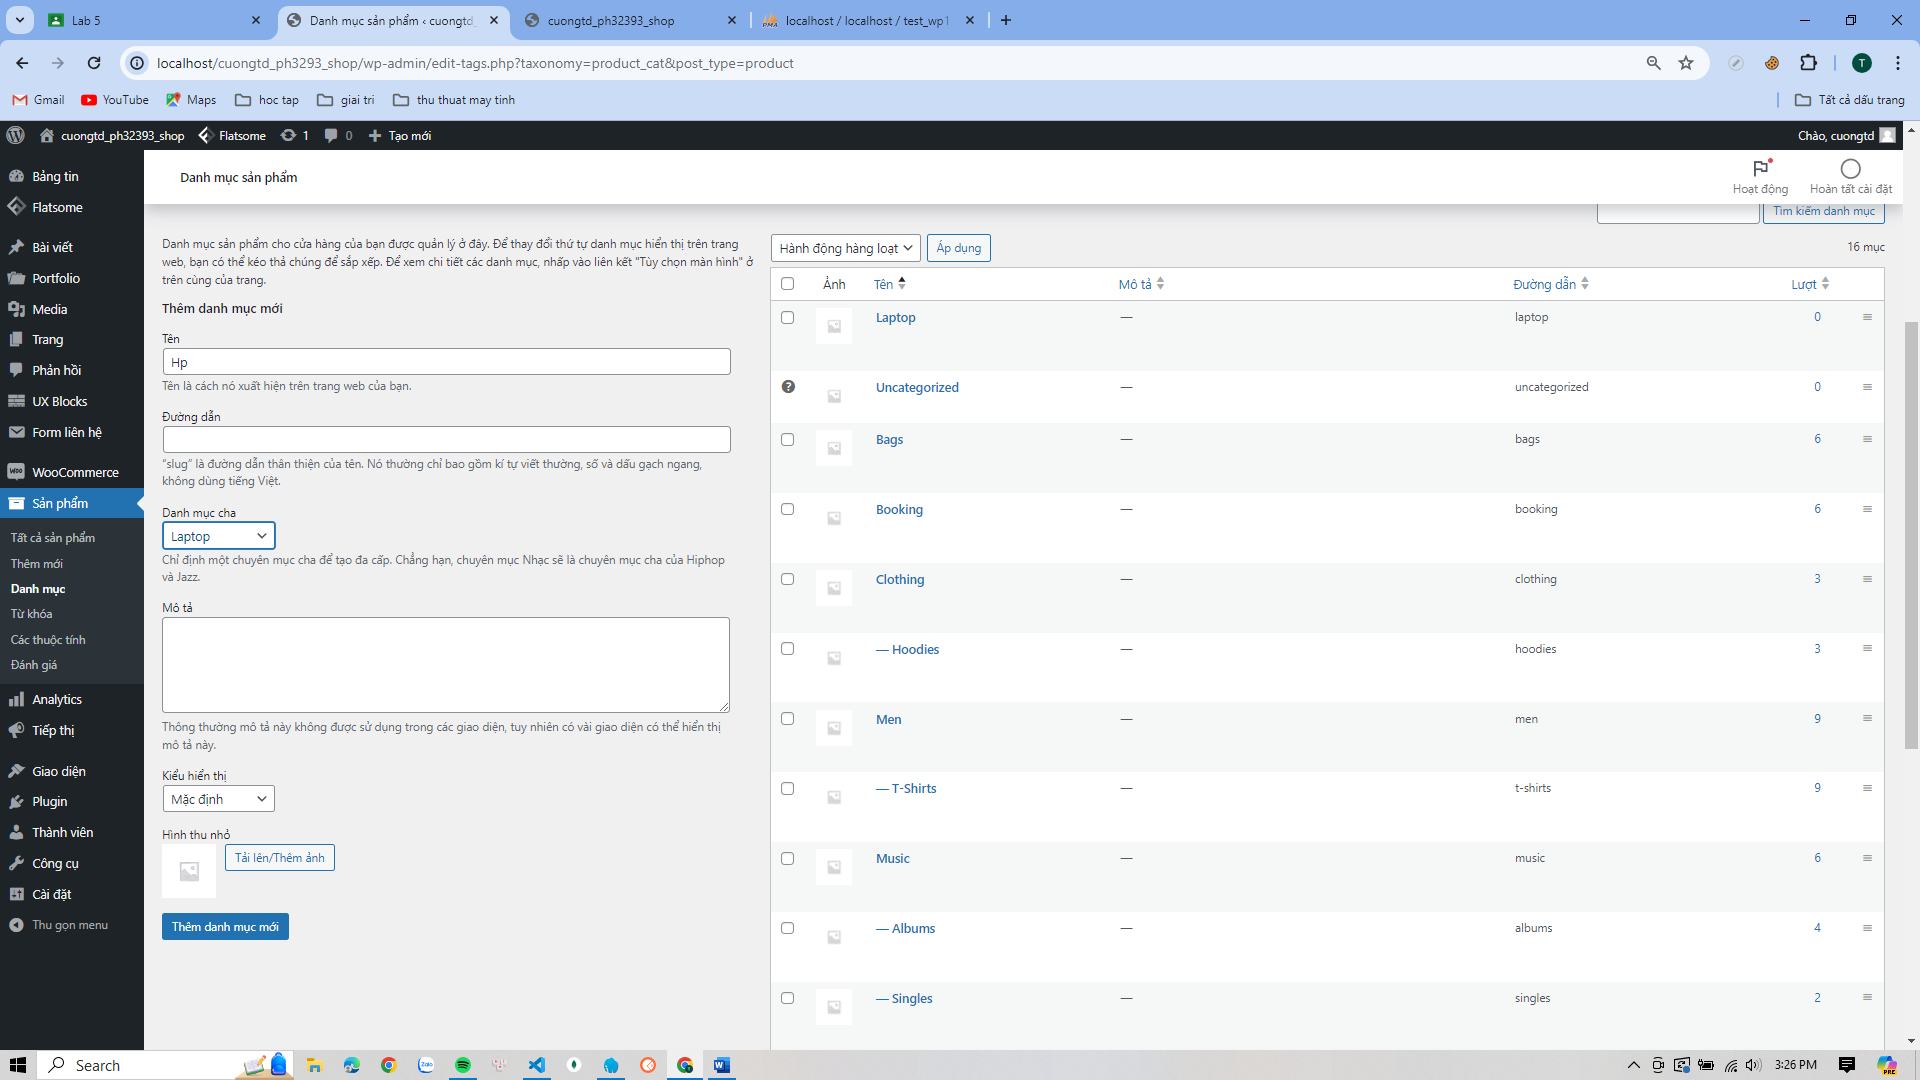 Lab 5
Danh mục sản phẩm ‹ cuongtd_
cuongtd_ph32393_shop
localhost / localhost / test_wp1
localhost/cuongtd_ph3293_shop/wp-admin/edit-tags.php?taxonomy=product_cat&post_type=product
T
Gmail
YouTube
Maps
hoc tap
giai tri
thu thuat may tinh
Tất cả dấu trang
cuongtd_ph32393_shop
Flatsome
1
0
Tạo mới
Chào, cuongtd
Bảng tin
Flatsome
Bài viết
Portfolio
Media
Trang
Phản hồi
UX Blocks
Form liên hệ
WooCommerce
Sản phẩm
Tất cả sản phẩm
Thêm mới
Danh mục
Từ khóa
Các thuộc tính
Đánh giá
Analytics
Tiếp thị
Giao diện
Plugin
Thành viên
Công cụ
Cài đặt
Thu gọn menu
Danh mục sản phẩm
Hoạt động
Hoàn tất cài đặt
Tìm kiếm danh mục
Danh mục sản phẩm cho cửa hàng của bạn được quản lý ở đây. Để thay đổi thứ tự danh mục hiển thị trên trang
web, bạn có thể kéo thả chúng để sắp xếp. Để xem chi tiết các danh mục, nhấp vào liên kết "Tùy chọn màn hình" ở
trên cùng của trang.
Thêm danh mục mới
Tên
Hp
Tên là cách nó xuất hiện trên trang web của bạn.
Đường dẫn
“slug” là đường dẫn thân thiện của tên. Nó thường chỉ bao gồm kí tự viết thường, số và dấu gạch ngang,
không dùng tiếng Việt.
Danh mục cha
Laptop
Chỉ định một chuyên mục cha để tạo đa cấp. Chẳng hạn, chuyên mục Nhạc sẽ là chuyên mục cha của Hiphop
và Jazz.
Mô tả
Thông thường mô tả này không được sử dụng trong các giao diện, tuy nhiên có vài giao diện có thể hiển thị
mô tả này.
Kiểu hiển thị
Mặc định
Hình thu nhỏ
Tải lên/Thêm ảnh
Thêm danh mục mới
Hành động hàng loạt
Áp dụng
16 mục
Ảnh Tên Mô tả Đường dẫn Lượt
Laptop — laptop 0
Uncategorized — uncategorized 0
Bags — bags 6
Booking — booking 6
Clothing — clothing 3
— Hoodies — hoodies 3
Men — men 9
— T-Shirts — t-shirts 9
Music — music 6
— Albums — albums 4
— Singles — singles 2
Search
Zalo
3:26 PM
PRE